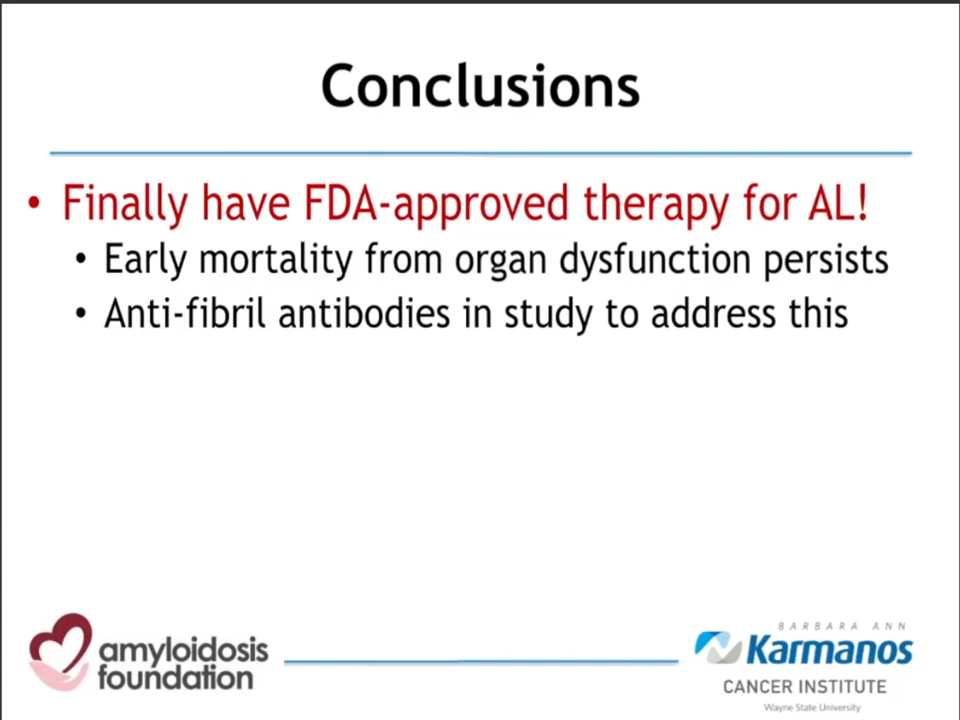 Conclusions
• Finally have FDA-approved therapy for AL!
• Early mortality from organ dysfunction persists
• Anti-fibril antibodies in study to address this
amyloidosis
foundation
BARBARA ANN
Karmanos
CANCER INSTITUTE
Wayne State University